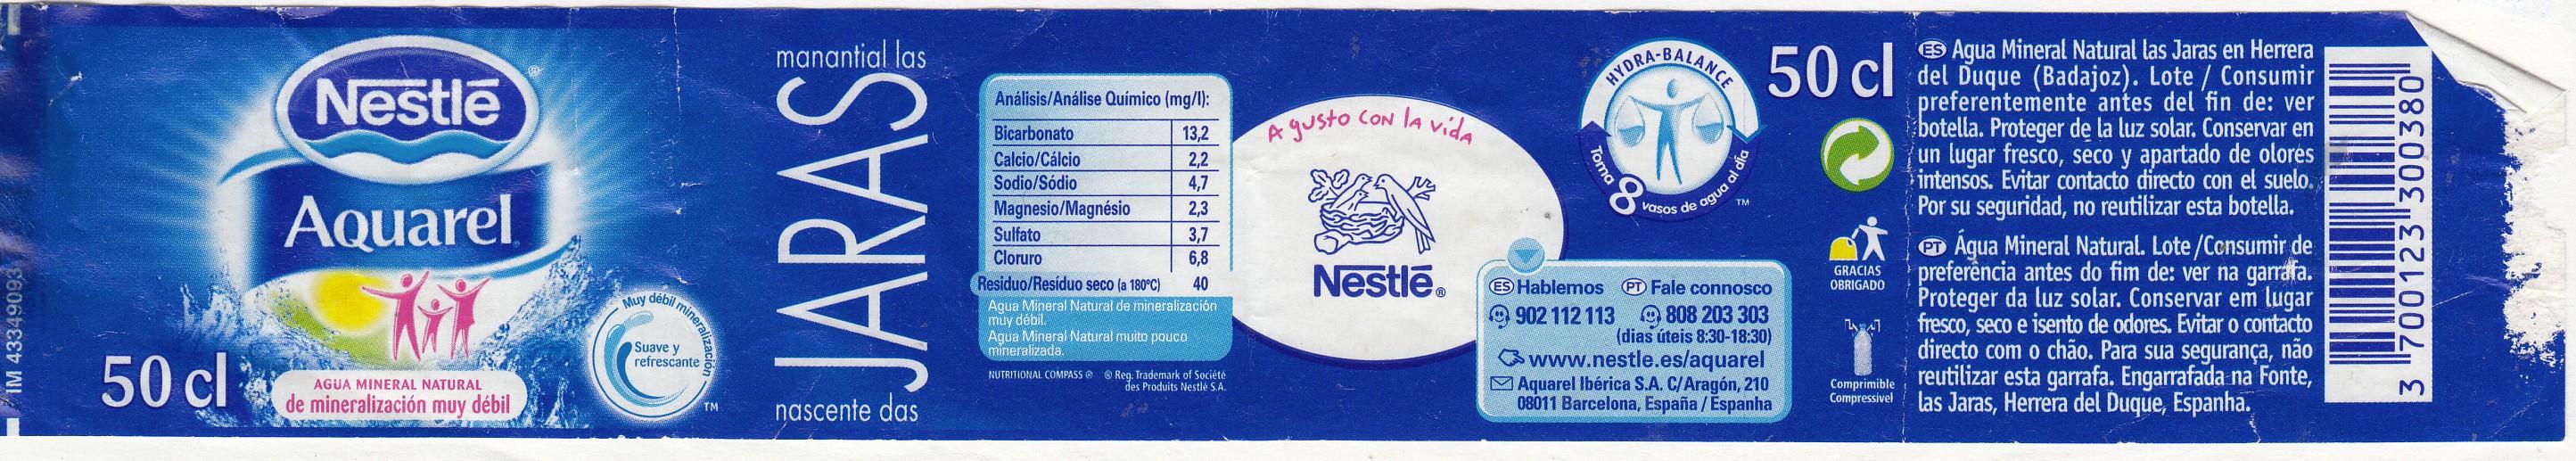 IM 43349093
Nestlé®
Aquarel®
50 cl
AGUA MINERAL NATURAL
de mineralización muy débil
Muy débil mineralización
Suave y
refrescante
TM
manantial las
JARAS
nascente das
Análisis/Análise Químico (mg/l):
Bicarbonato 13,2
Calcio/Cálcio 2,2
Sodio/Sódio 4,7
Magnesio/Magnésio 2,3
Sulfato 3,7
Cloruro 6,8
Residuo/Resíduo seco (a 180ºC) 40
Agua Mineral Natural de mineralización
muy débil.
Água Mineral Natural muito pouco
mineralizada.
NUTRITIONAL COMPASS ® ® Reg. Trademark of Société
des Produits Nestlé S.A.
A gusto con la vida
Nestlé®
HYDRA-BALANCE
Toma 8 vasos de agua al día
TM
ES Hablemos PT Fale connosco
902 112 113 808 203 303
(dias úteis 8:30-18:30)
www.nestle.es/aquarel
Aquarel Ibérica S.A. C/Aragón, 210
08011 Barcelona, España / Espanha
50 cl
GRACIAS
OBRIGADO
Comprimible
Compressível
ES Agua Mineral Natural las Jaras en Herrera
del Duque (Badajoz). Lote / Consumir
preferentemente antes del fin de: ver
botella. Proteger de la luz solar. Conservar en
un lugar fresco, seco y apartado de olores
intensos. Evitar contacto directo con el suelo.
Por su seguridad, no reutilizar esta botella.
PT Água Mineral Natural. Lote /Consumir de
preferência antes do fim de: ver na garrafa.
Proteger da luz solar. Conservar em lugar
fresco, seco e isento de odores. Evitar o contacto
directo com o chão. Para sua segurança, não
reutilizar esta garrafa. Engarrafada na Fonte,
las Jaras, Herrera del Duque, Espanha.
3 700123 300380